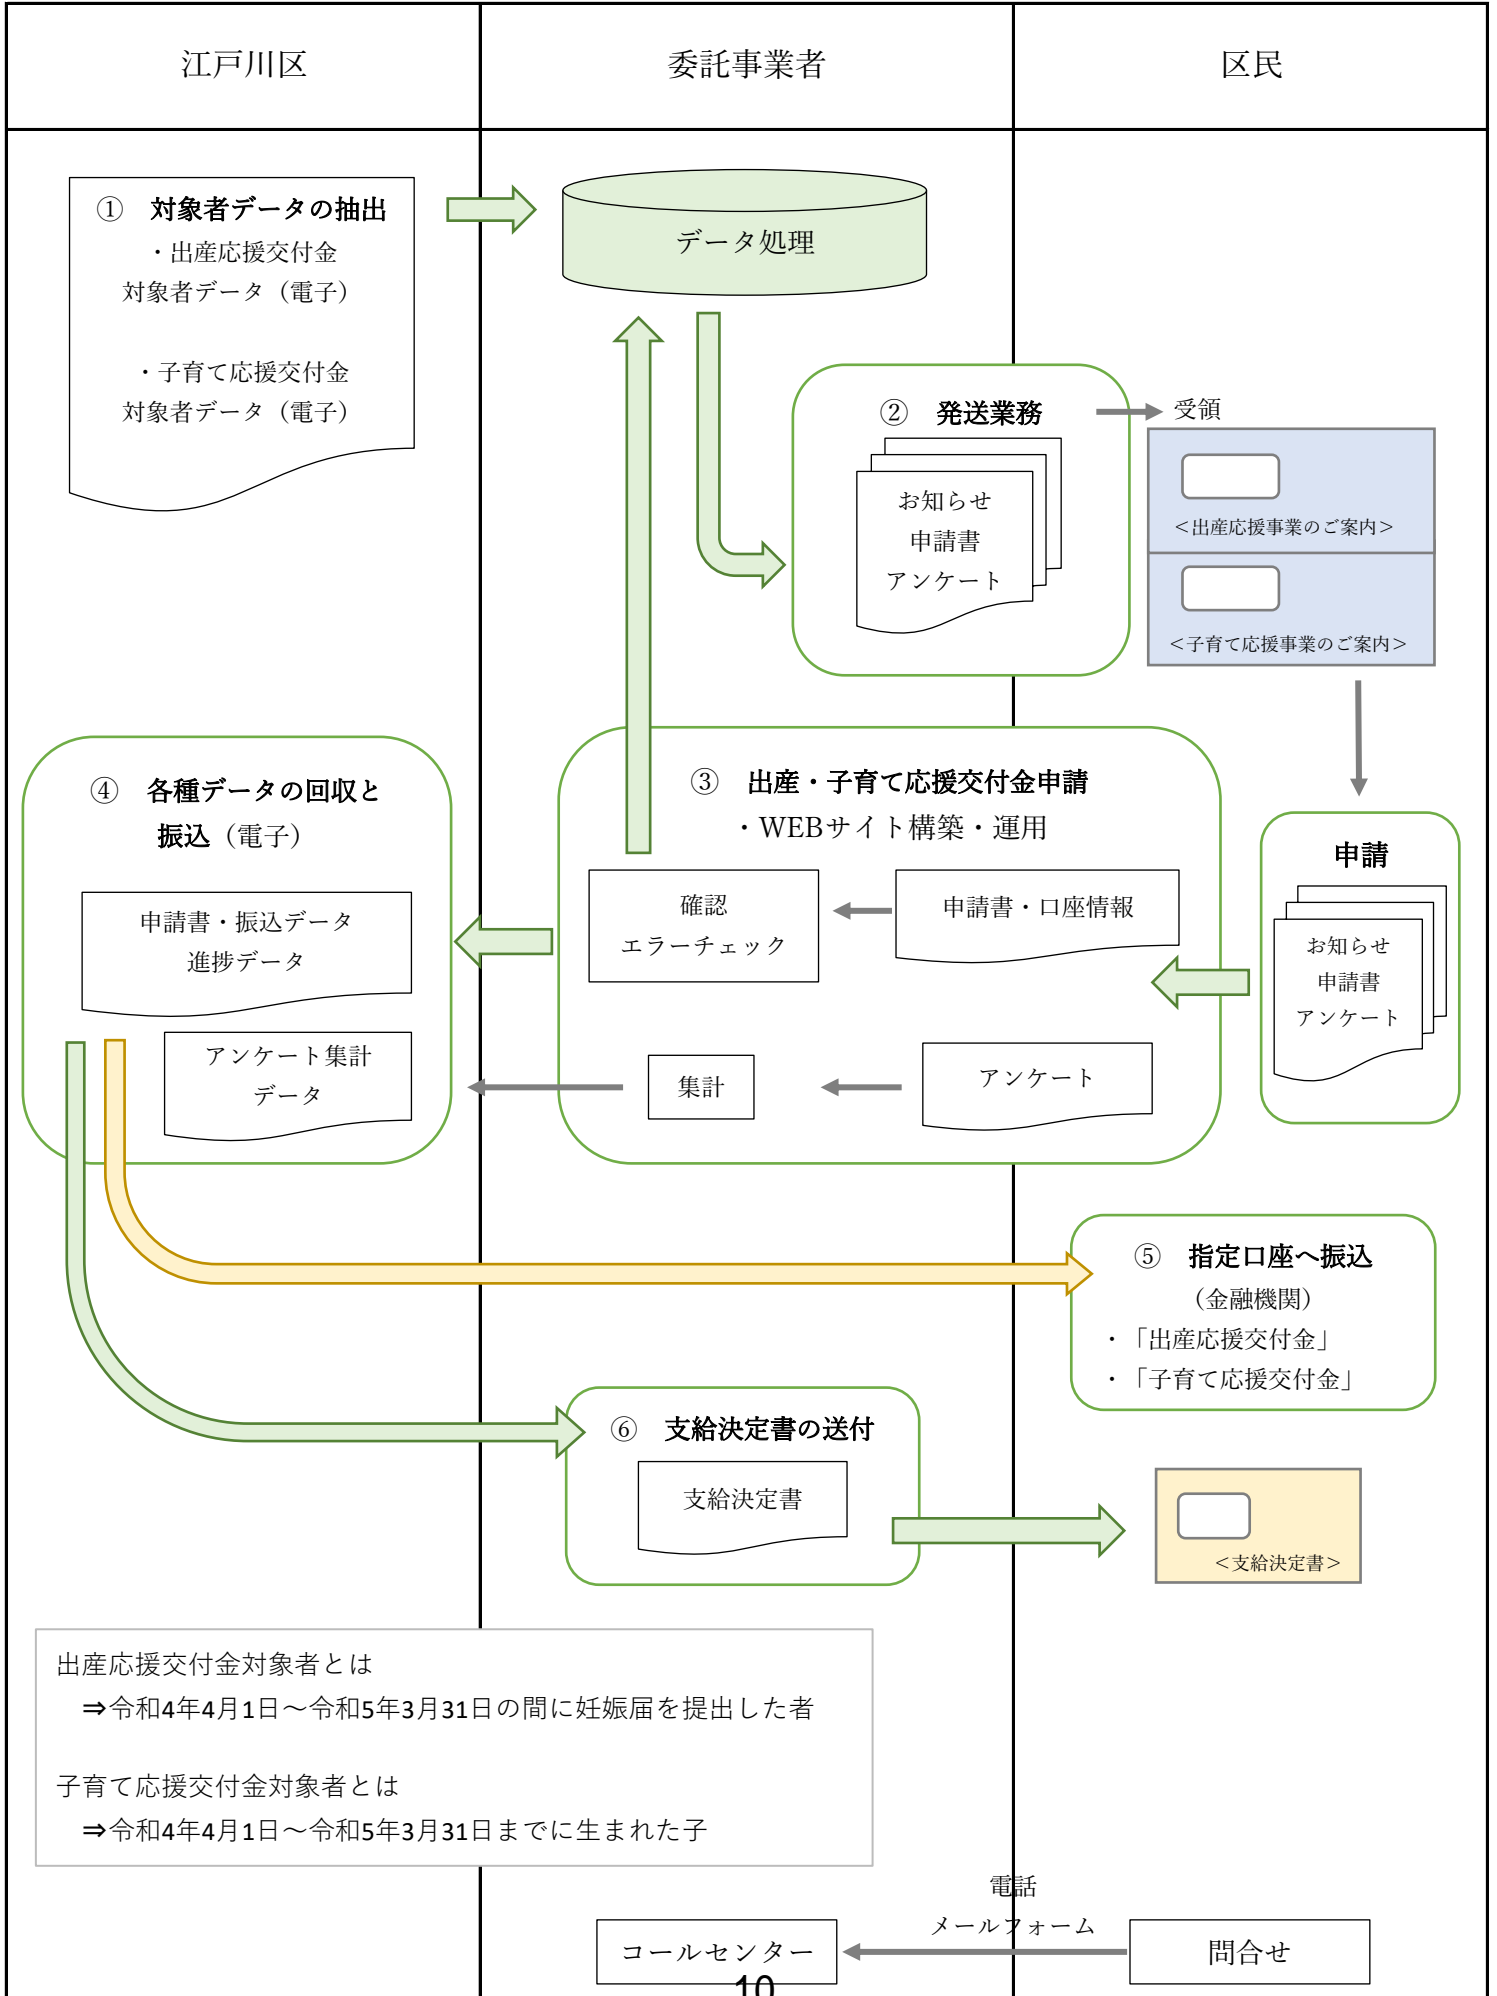 江戸川区
委託事業者
区民
① 対象者データの抽出
・出産応援交付金
対象者データ（電子）
・子育て応援交付金
対象者データ（電子）
データ処理
② 発送業務
お知らせ
申請書
アンケート
受領
＜出産応援事業のご案内＞
＜子育て応援事業のご案内＞
④ 各種データの回収と
振込（電子）
申請書・振込データ
進捗データ
アンケート集計
データ
③ 出産・子育て応援交付金申請
・WEBサイト構築・運用
確認
エラーチェック
申請書・口座情報
集計
アンケート
申請
お知らせ
申請書
アンケート
⑤ 指定口座へ振込
（金融機関）
・「出産応援交付金」
・「子育て応援交付金」
⑥ 支給決定書の送付
支給決定書
＜支給決定書＞
出産応援交付金対象者とは
⇒令和4年4月1日～令和5年3月31日の間に妊娠届を提出した者
子育て応援交付金対象者とは
⇒令和4年4月1日～令和5年3月31日までに生まれた子
電話
メールフォーム
コールセンター
問合せ
10